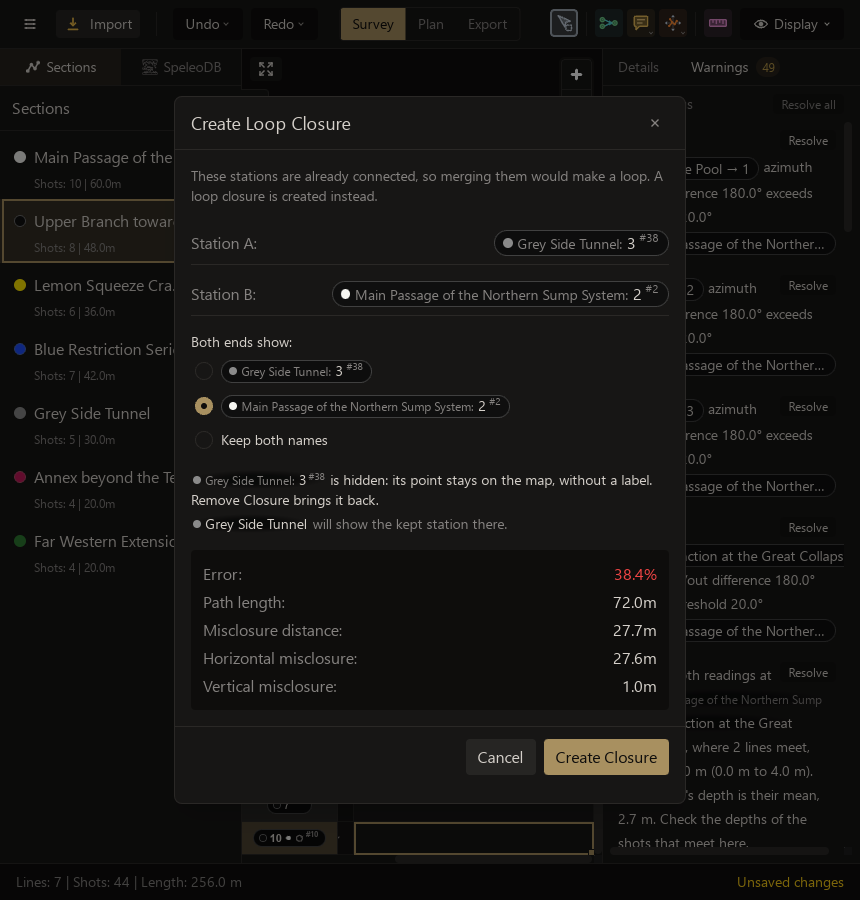 Import
Undo
Redo
Survey
Plan
Export
Display
Sections
SpeleoDB
Details
Warnings 49
Sections
Resolve all
Resolve
Main Passage of the
Shots: 10 | 60.0m
Upper Branch towar
Shots: 8 | 48.0m
Lemon Squeeze Cra...
Shots: 6 | 36.0m
Blue Restriction Seri
Shots: 7 | 42.0m
Grey Side Tunnel
Shots: 5 | 30.0m
Annex beyond the Te
Shots: 4 | 20.0m
Far Western Extensio
Shots: 4 | 20.0m
Create Loop Closure
These stations are already connected, so merging them would make a loop. A
loop closure is created instead.
Station A:
Grey Side Tunnel: 3 #38
Station B:
Main Passage of the Northern Sump System: 2 #2
Both ends show:
Grey Side Tunnel: 3 #38
Main Passage of the Northern Sump System: 2 #2
Keep both names
Grey Side Tunnel: 3 #38 is hidden: its point stays on the map, without a label.
Remove Closure brings it back.
Grey Side Tunnel will show the kept station there.
Error: 38.4%
Path length: 72.0m
Misclosure distance: 27.7m
Horizontal misclosure: 27.6m
Vertical misclosure: 1.0m
Cancel
Create Closure
e Pool → 1 azimuth
rence 180.0° exceeds
0.0°
assage of the Norther...
Resolve
2 azimuth
rence 180.0° exceeds
0.0°
assage of the Norther...
Resolve
3 azimuth
rence 180.0° exceeds
0.0°
assage of the Norther...
Resolve
ction at the Great Collaps
out difference 180.0°
reshold 20.0°
assage of the Norther...
th readings at
Resolve
age of the Northern Sump
ction at the Great
, where 2 lines meet,
0 m (0.0 m to 4.0 m).
's depth is their mean,
2.7 m. Check the depths of the
shots that meet here.
7
10 #10
Lines: 7 | Shots: 44 | Length: 256.0 m
Unsaved changes